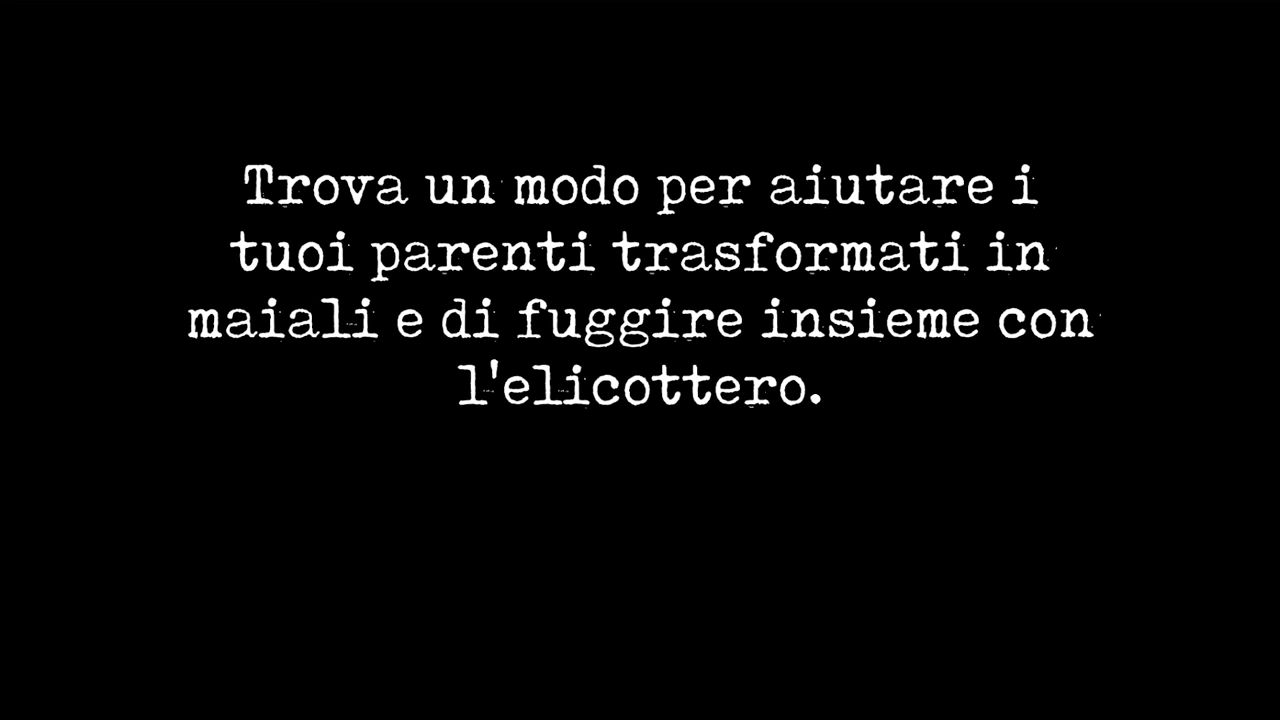 Trova un modo per aiutare i
tuoi parenti trasformati in
maiali e di fuggire insieme con
l'elicottero.